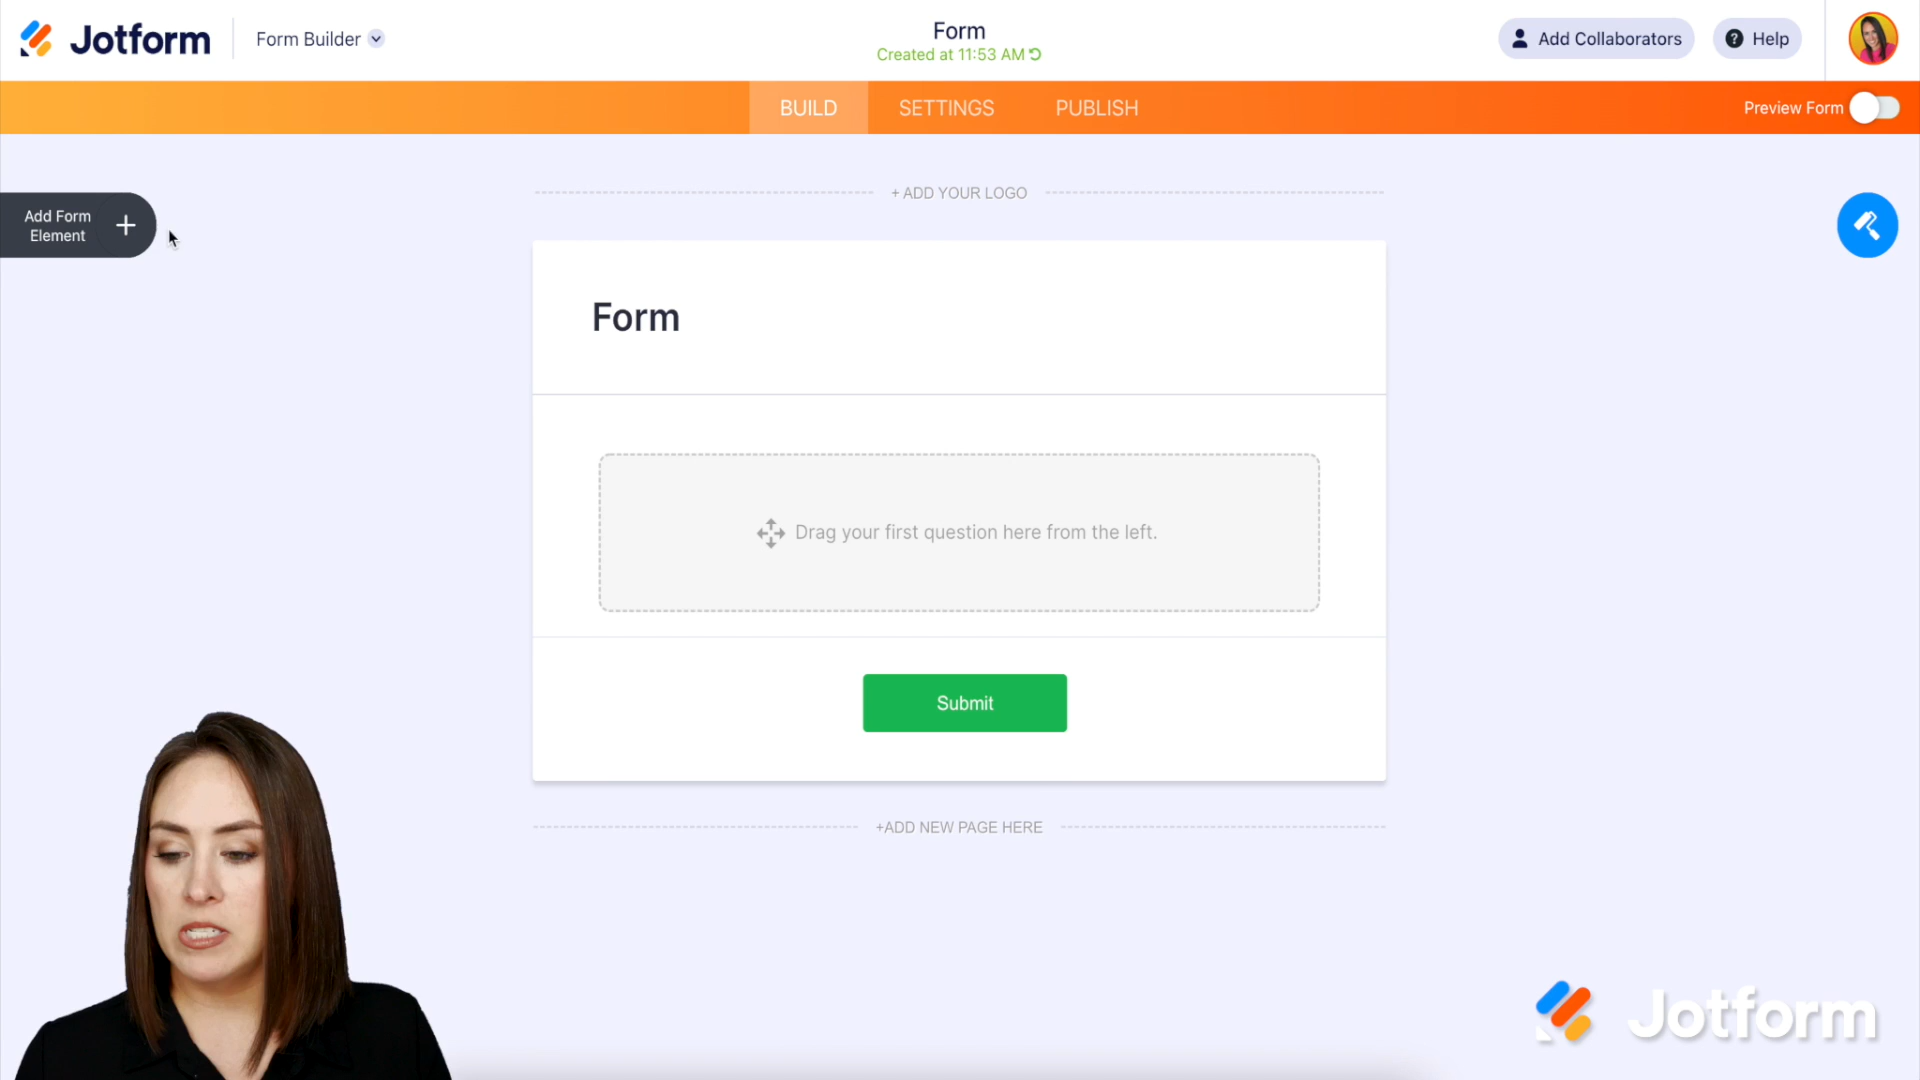 Jotform
Form Builder
Form
Created at 11:53 AM
Add Collaborators
Help
BUILD
SETTINGS
PUBLISH
Preview Form
+ ADD YOUR LOGO
Add Form
Element
Form
Drag your first question here from the left.
Submit
+ADD NEW PAGE HERE
Jotform